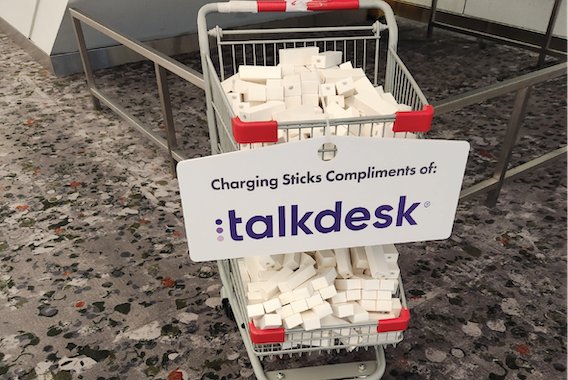 Charging Sticks Compliments of:
:talkdesk®